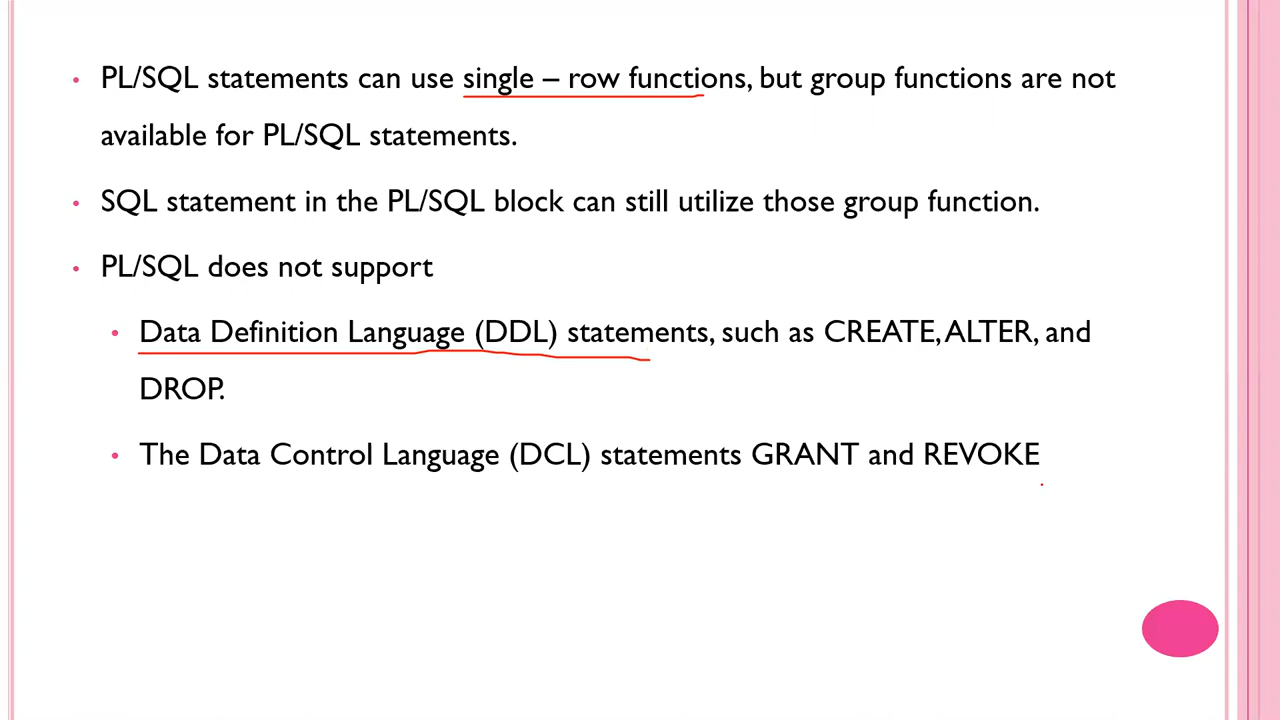 • PL/SQL statements can use single – row functions, but group functions are not
available for PL/SQL statements.
• SQL statement in the PL/SQL block can still utilize those group function.
• PL/SQL does not support
• Data Definition Language (DDL) statements, such as CREATE, ALTER, and
DROP.
• The Data Control Language (DCL) statements GRANT and REVOKE